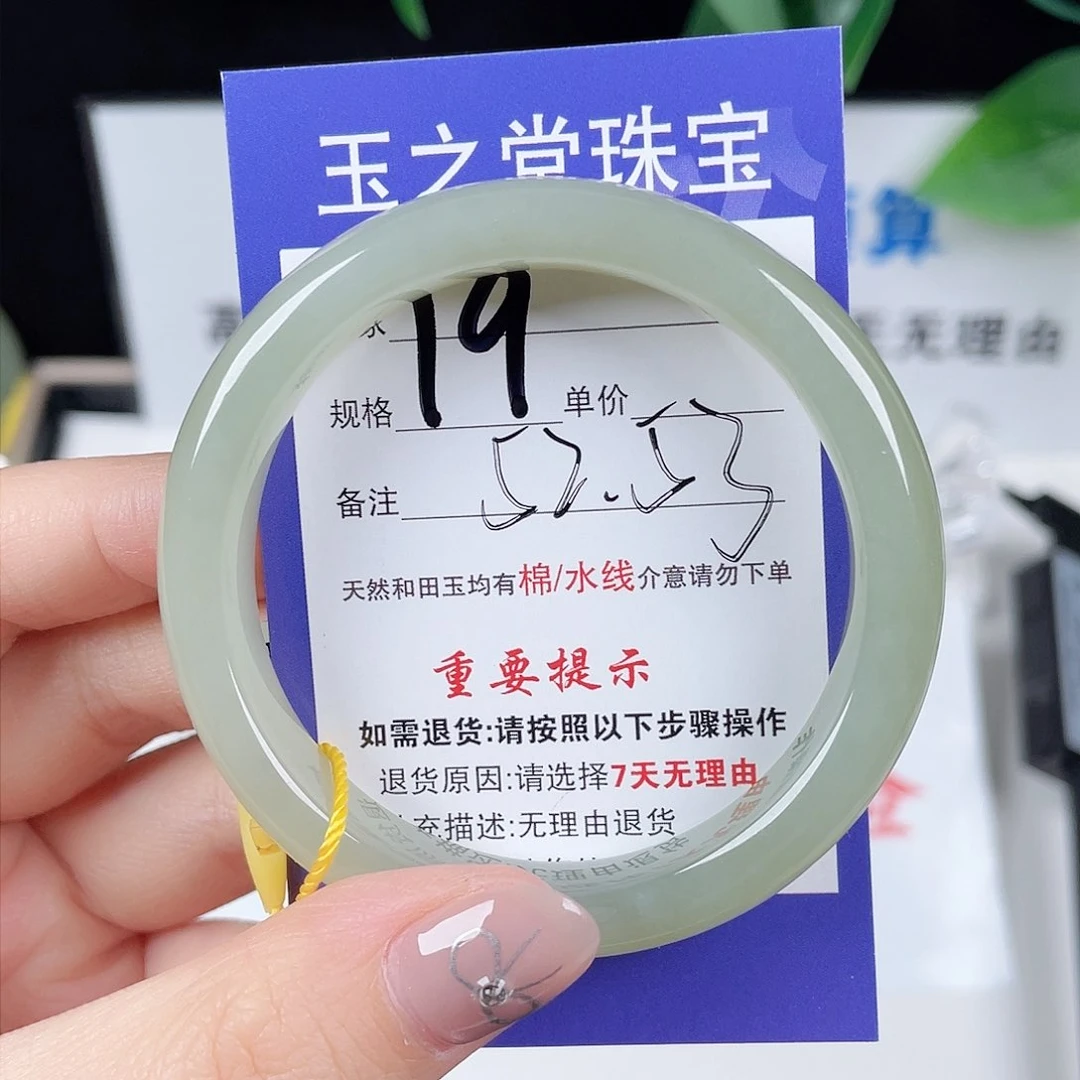 玉之堂珠宝
19
规格 单价
备注
天然和田玉均有棉/水线介意请勿下单
重要提示
如需退货:请按照以下步骤操作
退货原因:请选择7天无理由
充描述:无理由退货
算
无理由